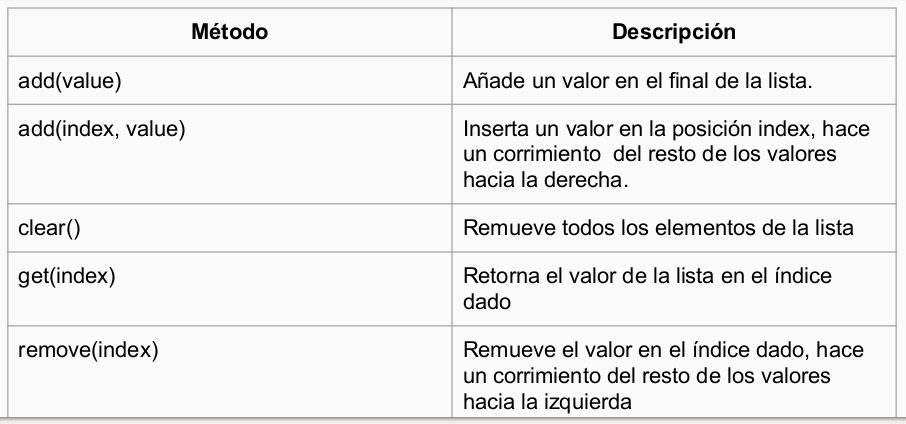 Método Descripción
add(value) Añade un valor en el final de la lista.
add(index, value) Inserta un valor en la posición index, hace
un corrimiento  del resto de los valores
hacia la derecha.
clear() Remueve todos los elementos de la lista
get(index) Retorna el valor de la lista en el índice
dado
remove(index) Remueve el valor en el índice dado, hace
un corrimiento del resto de los valores
hacia la izquierda